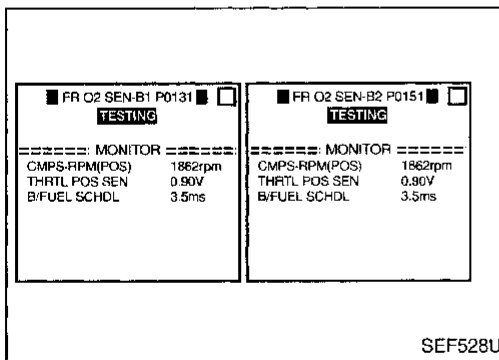 FR O2 SEN-B1 P0131
TESTING
====== MONITOR ======
CMPS-RPM(POS) 1862rpm
THRTL POS SEN 0.90V
B/FUEL SCHDL 3.5ms
FR O2 SEN-B2 P0151
TESTING
====== MONITOR ======
CMPS-RPM(POS) 1862rpm
THRTL POS SEN 0.90V
B/FUEL SCHDL 3.5ms
SEF528U